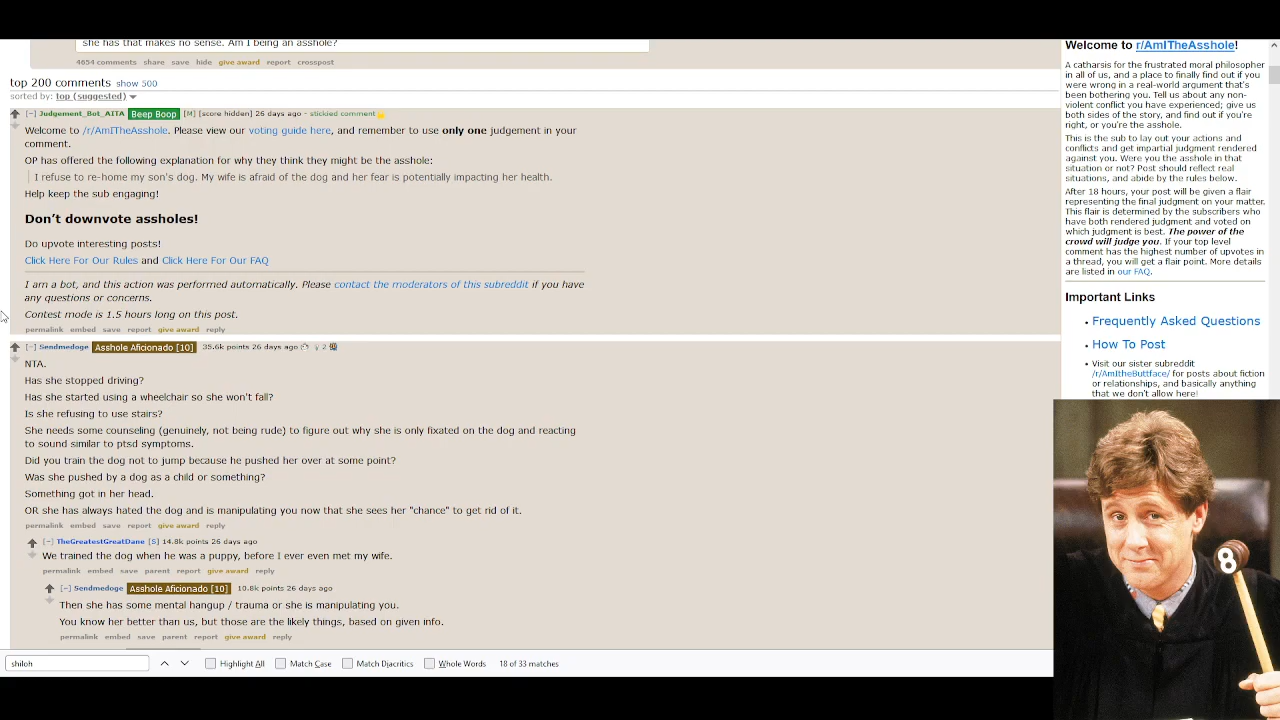 she has that makes no sense. Am I being an asshole?
4654 comments share save hide give award report crosspost
top 200 comments show 500
sorted by: top (suggested)
[-] Judgement_Bot_AITA Beep Boop [M] [score hidden] 26 days ago - stickied comment
Welcome to /r/AmITheAsshole. Please view our voting guide here, and remember to use only one judgement in your
comment.
OP has offered the following explanation for why they think they might be the asshole:
I refuse to re-home my son's dog. My wife is afraid of the dog and her fear is potentially impacting her health.
Help keep the sub engaging!
Don't downvote assholes!
Do upvote interesting posts!
Click Here For Our Rules and Click Here For Our FAQ
I am a bot, and this action was performed automatically. Please contact the moderators of this subreddit if you have
any questions or concerns.
Contest mode is 1.5 hours long on this post.
permalink embed save report give award reply
[-] Sendmedoge Asshole Aficionado [10] 35.6k points 26 days ago 2
NTA.
Has she stopped driving?
Has she started using a wheelchair so she won't fall?
Is she refusing to use stairs?
She needs some counseling (genuinely, not being rude) to figure out why she is only fixated on the dog and reacting
to sound similar to ptsd symptoms.
Did you train the dog not to jump because he pushed her over at some point?
Was she pushed by a dog as a child or something?
Something got in her head.
OR she has always hated the dog and is manipulating you now that she sees her "chance" to get rid of it.
permalink embed save report give award reply
[-] TheGreatestGreatDane [S] 14.8k points 26 days ago
We trained the dog when he was a puppy, before I ever even met my wife.
permalink embed save parent report give award reply
[-] Sendmedoge Asshole Aficionado [10] 10.8k points 26 days ago
Then she has some mental hangup / trauma or she is manipulating you.
You know her better than us, but those are the likely things, based on given info.
permalink embed save parent report give award reply
shiloh Highlight All Match Case Match Diacritics Whole Words 18 of 33 matches
Welcome to r/AmITheAsshole!
A catharsis for the frustrated moral philosopher
in all of us, and a place to finally find out if you
were wrong in a real-world argument that's
been bothering you. Tell us about any non-
violent conflict you have experienced; give us
both sides of the story, and find out if you're
right, or you're the asshole.
This is the sub to lay out your actions and
conflicts and get impartial judgment rendered
against you. Were you the asshole in that
situation or not? Posts should reflect real
situations, and abide by the rules below.
After 18 hours, your post will be given a flair
representing the final judgment on your matter.
This flair is determined by the subscribers who
have both rendered judgment and voted on
which judgment is best. The power of the
crowd will judge you. If your top level
comment has the highest number of upvotes in
a thread, you will get a flair point. More details
are listed in our FAQ.
Important Links
Frequently Asked Questions
How To Post
Visit our sister subreddit
/r/AmItheButtface/ for posts about fiction
or relationships, and basically anything
that we don't allow here!
8